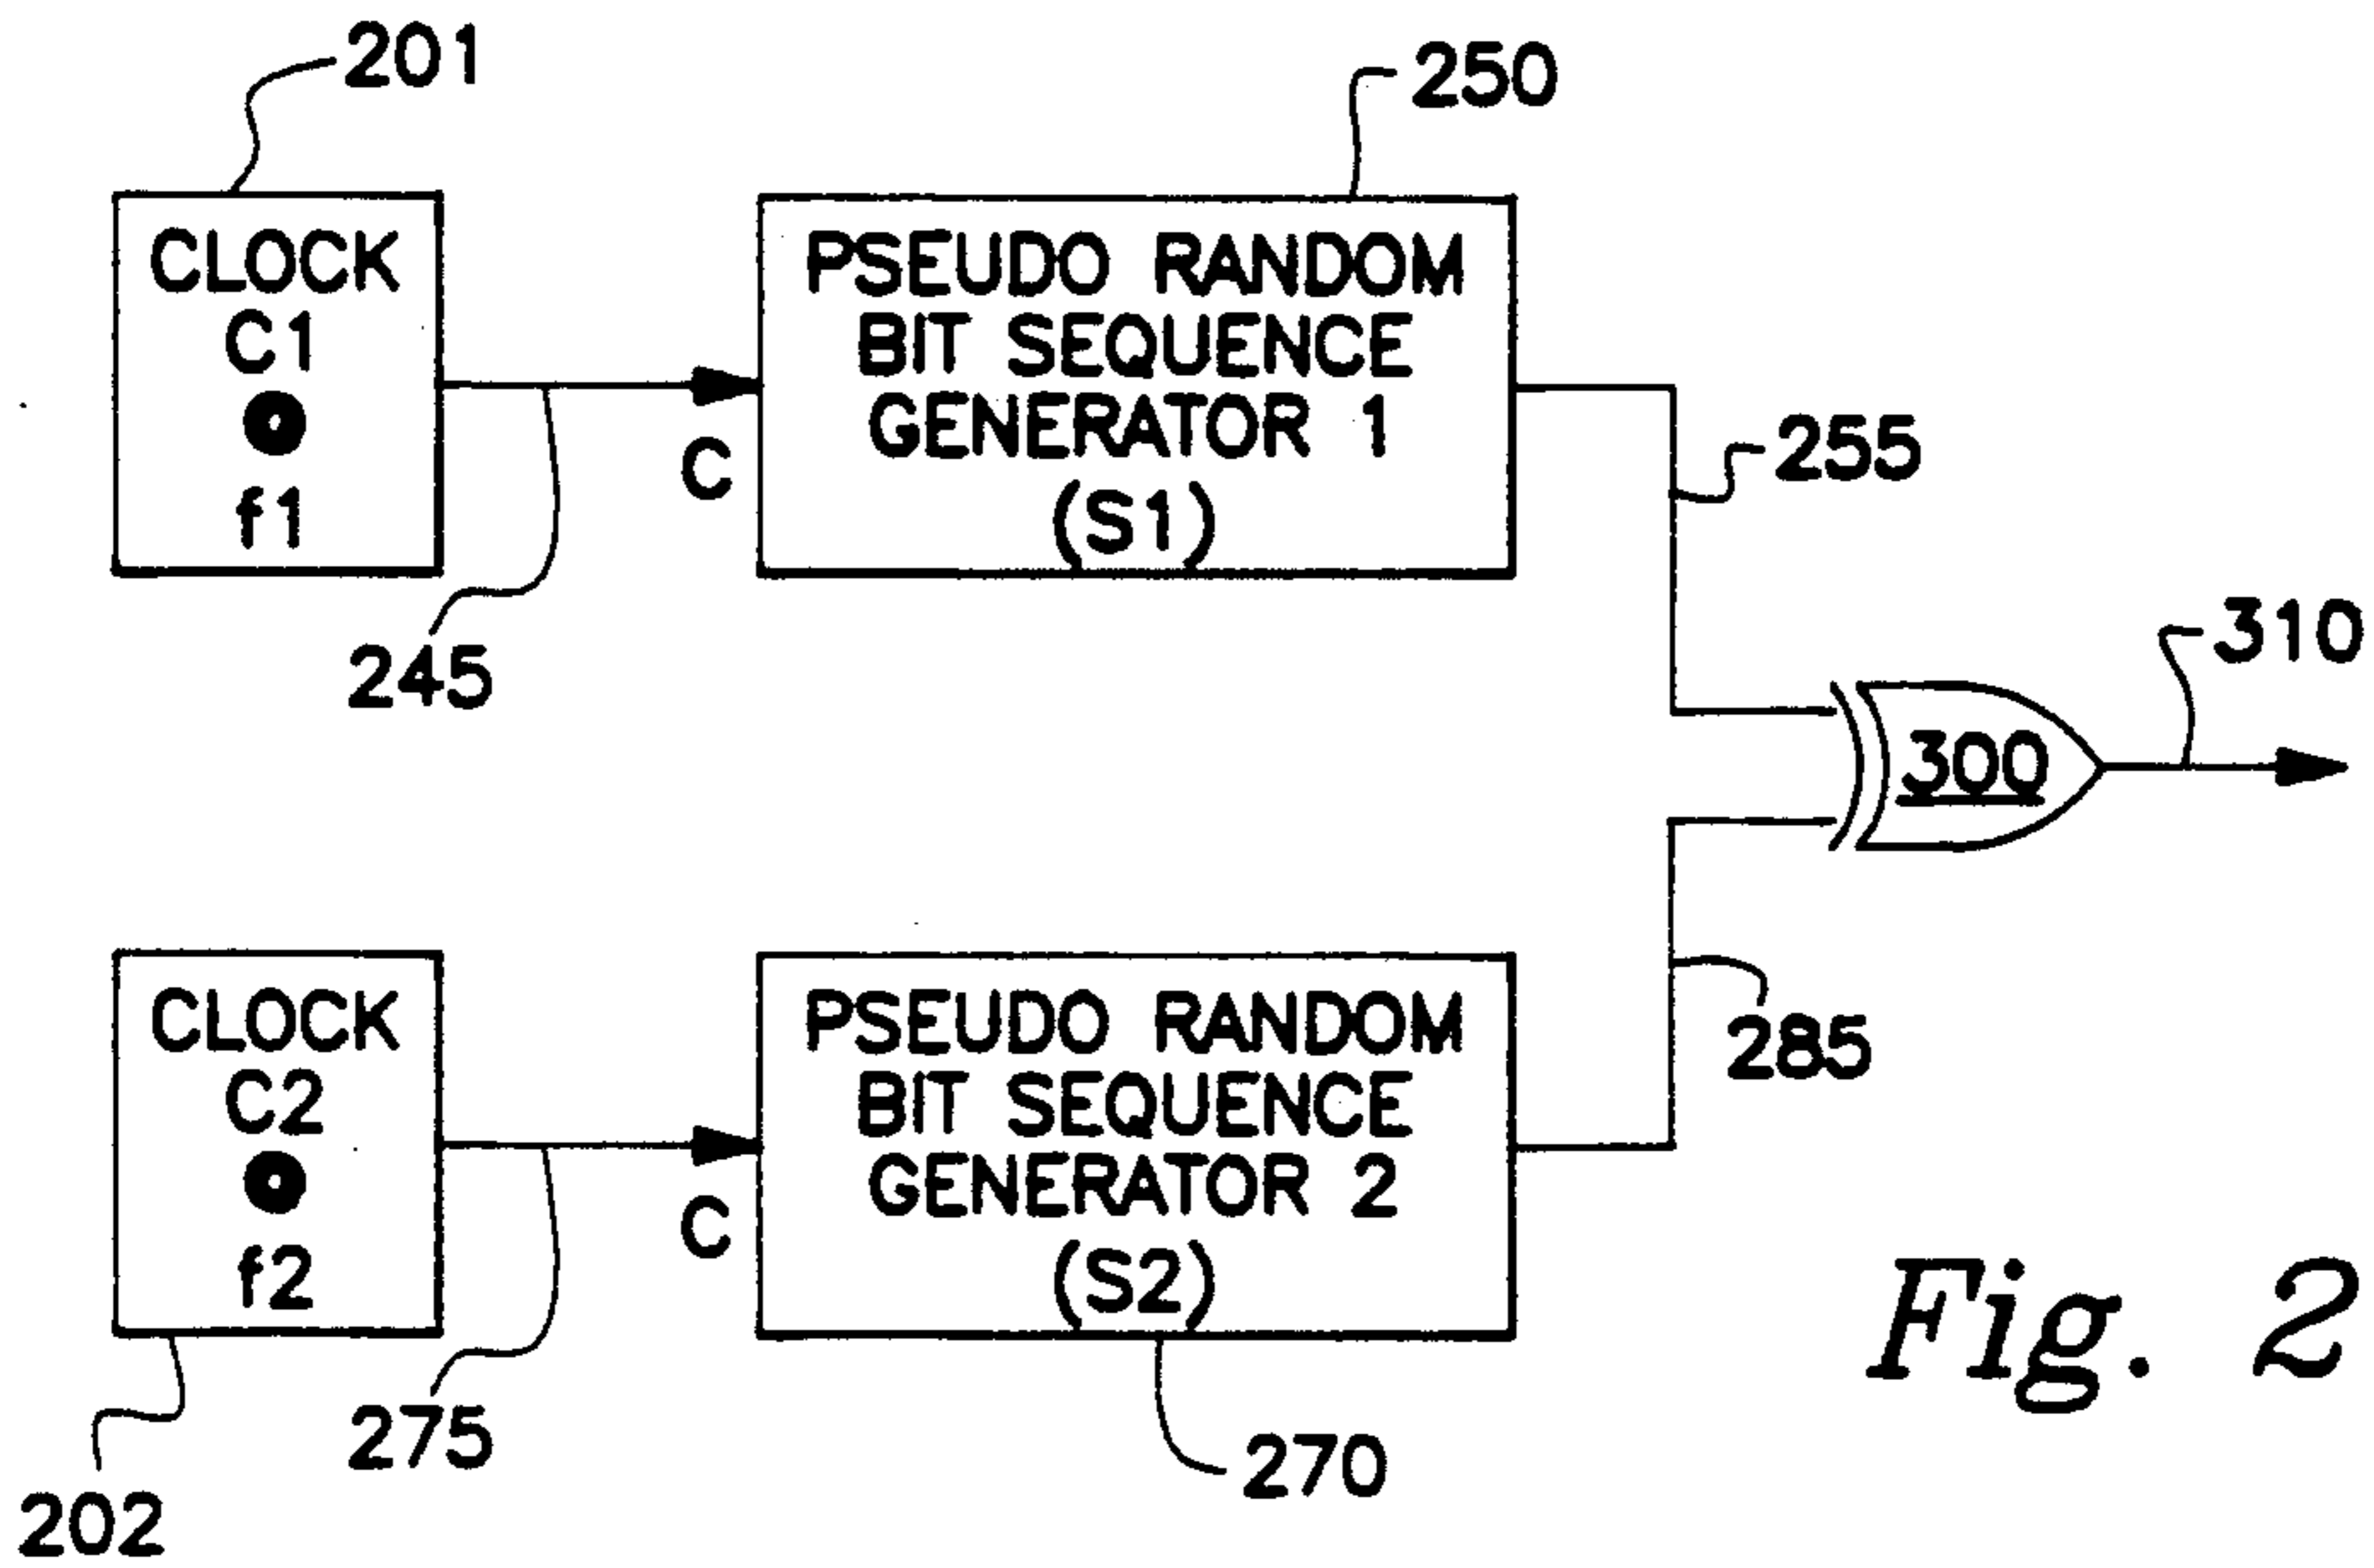 201
250
CLOCK
C1
f1
PSEUDO RANDOM
BIT SEQUENCE
GENERATOR 1
(S1)
C
245
255
310
300
CLOCK
C2
f2
PSEUDO RANDOM
BIT SEQUENCE
GENERATOR 2
(S2)
C
285
275
270
202
Fig. 2